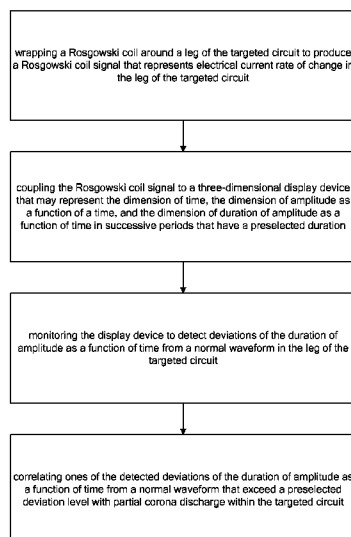 wrapping a Rosgowski coil around a leg of the targeted circuit to produce
a Rosgowski coil signal that represents electrical current rate of change in
the leg of the targeted circuit
coupling the Rosgowski coil signal to a three-dimensional display device
that may represent the dimension of time, the dimension of amplitude as
a function of a time, and the dimension of duration of amplitude as a
function of time in successive periods that have a preselected duration
monitoring the display device to detect deviations of the duration of
amplitude as a function of time from a normal waveform in the leg of the
targeted circuit
correlating ones of the detected deviations of the duration of amplitude as
a function of time from a normal waveform that exceed a preselected
deviation level with partial corona discharge within the targeted circuit